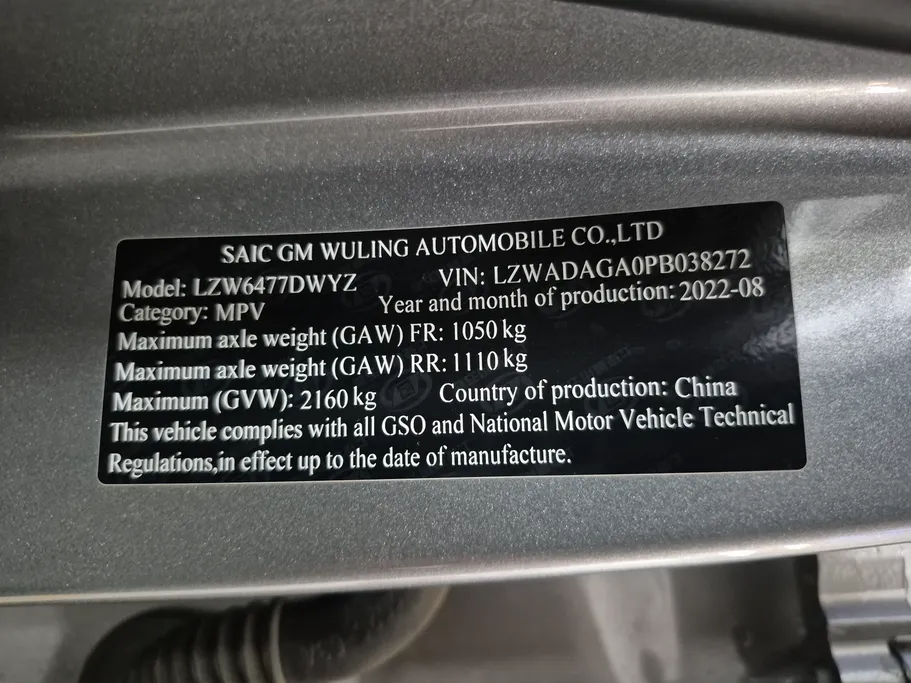 SAIC GM WULING AUTOMOBILE CO.,LTD
Model: LZW6477DWYZ VIN: LZWADAGA0PB038272
Category: MPV Year and month of production: 2022-08
Maximum axle weight (GAW) FR: 1050 kg
Maximum axle weight (GAW) RR: 1110 kg
Maximum (GVW): 2160 kg Country of production: China
This vehicle complies with all GSO and National Motor Vehicle Technical
Regulations,in effect up to the date of manufacture.